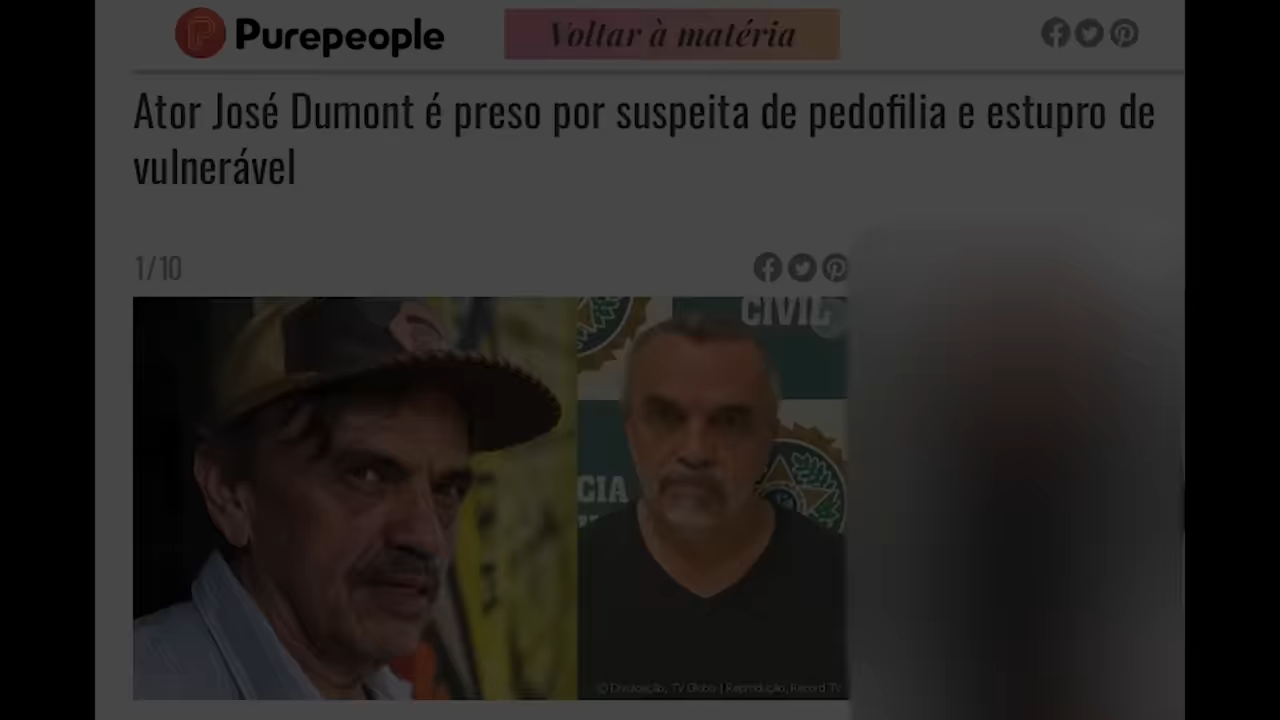 Purepeople
Voltar à matéria
Ator José Dumont é preso por suspeita de pedofilia e estupro de
vulnerável
1/10
CIVIL
CIA
© Divulgação, TV Globo | Reprodução, Record Tv